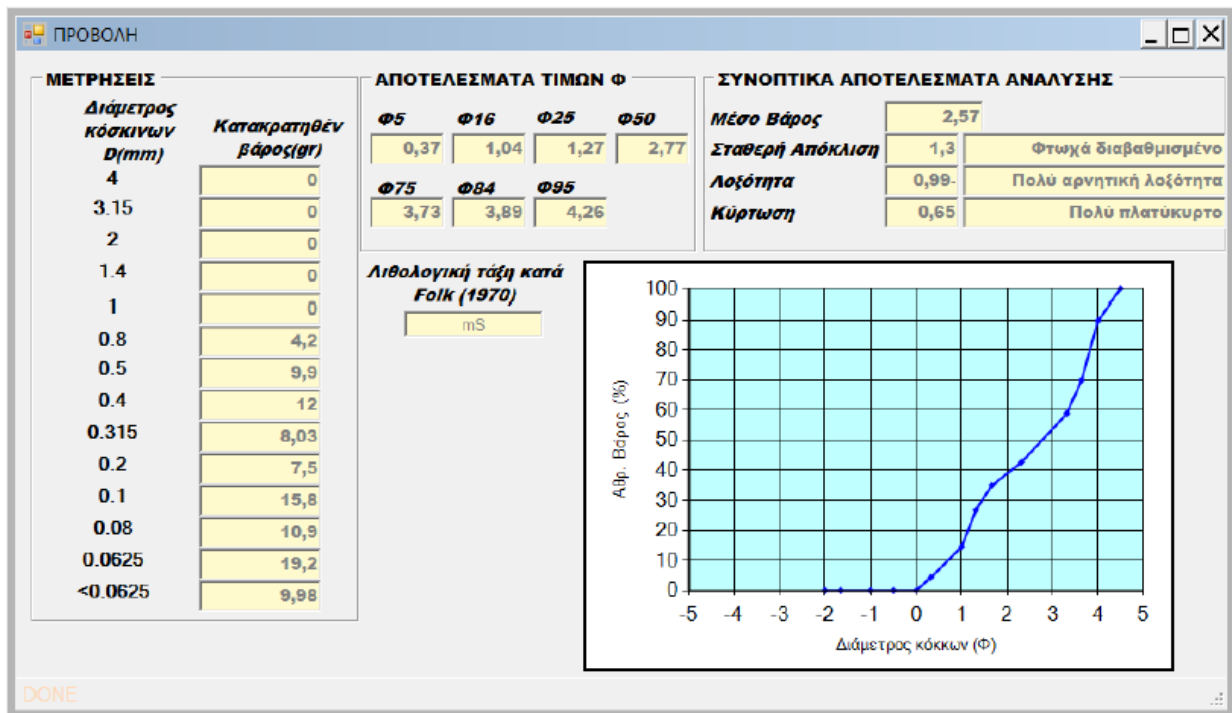 ΠΡΟΒΟΛΗ
ΜΕΤΡΗΣΕΙΣ
Διάμετρος
κόσκινων
D(mm)
Κατακρατηθέν
βάρος(gr)
4 0
3.15 0
2 0
1.4 0
1 0
0.8 4,2
0.5 9,9
0.4 12
0.315 8,03
0.2 7,5
0.1 15,8
0.08 10,9
0.0625 19,2
<0.0625 9,98
ΑΠΟΤΕΛΕΣΜΑΤΑ ΤΙΜΩΝ Φ
Φ5 Φ16 Φ25 Φ50
0,37 1,04 1,27 2,77
Φ75 Φ84 Φ95
3,73 3,89 4,26
ΣΥΝΟΠΤΙΚΑ ΑΠΟΤΕΛΕΣΜΑΤΑ ΑΝΑΛΥΣΗΣ
Μέσο Βάρος 2,57
Σταθερή Απόκλιση 1,3 Φτωχά διαβαθμισμένο
Λοξότητα 0,99- Πολύ αρνητική λοξότητα
Κύρτωση 0,65 Πολύ πλατύκυρτο
Λιθολογική τάξη κατά
Folk (1970)
mS
100
90
80
70
60
50
40
30
20
10
0
Αθρ. Βάρος (%)
-5 -4 -3 -2 -1 0 1 2 3 4 5
Διάμετρος κόκκων (Φ)
DONE